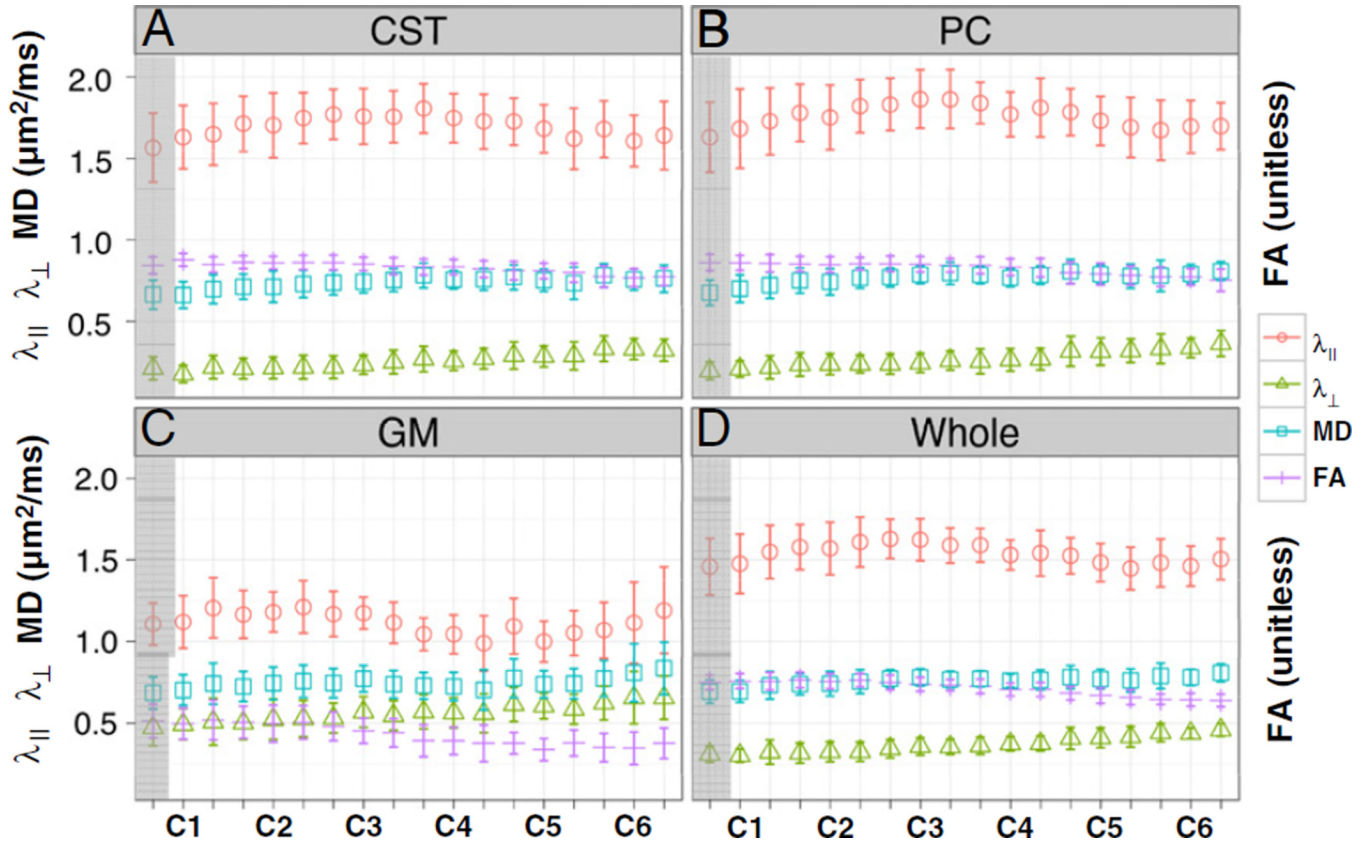 A CST
B PC
2.0
1.5
1.0
0.5
λ|| λ⊥ MD (µm²/ms)
FA (unitless)
λ||
λ⊥
MD
FA
C GM
D Whole
2.0
1.5
1.0
0.5
λ|| λ⊥ MD (µm²/ms)
FA (unitless)
C1 C2 C3 C4 C5 C6
C1 C2 C3 C4 C5 C6